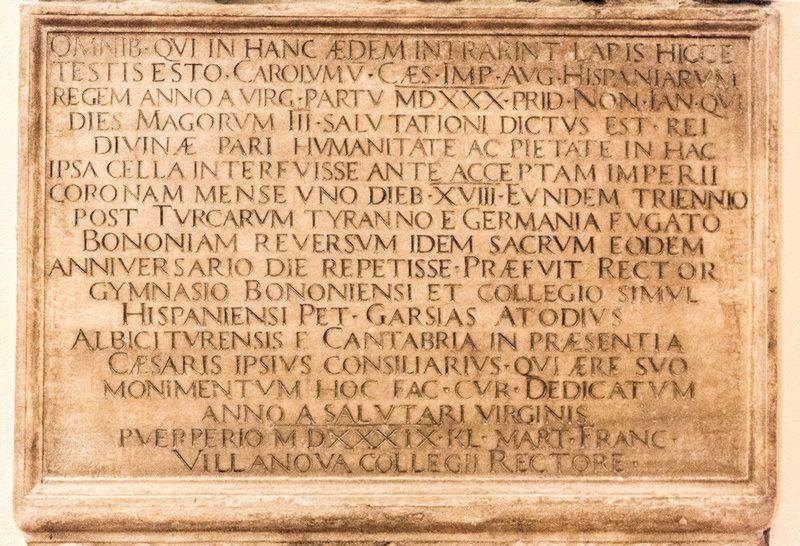 OMNIB·QVI IN HANC ÆDEM INTRARINT LAPIS HICCE
TESTIS ESTO·CAROLVM V·CÆS·IMP·AVG·HISPANIARVM
REGEM ANNO A VIRG·PARTV MDXXX·PRID·NON·IAN·QVI
DIES MAGORVM III·SALVTATIONI DICTVS EST·REI
DIVINÆ PARI HVMANITATE AC PIETATE IN HAC
IPSA CELLA INTERFVISSE ANTE ACCEPTAM IMPERII
CORONAM MENSE VNO DIEB·XVIII·EVNDEM TRIENNIO
POST TVRCARVM TYRANNO E GERMANIA FVGATO
BONONIAM REVERSVM IDEM SACRVM EODEM
ANNIVERSARIO DIE REPETISSE·PRÆFVIT RECTOR
GYMNASIO BONONIENSI ET COLLEGIO SIMVL
HISPANIENSI PET·GARSIAS ATODIVS
ALBICITURENSIS E CANTABRIA IN PRÆSENTIA
CÆSARIS IPSIVS CONSILIARIVS·QVI ÆRE SVO
MONIMENTVM HOC FAC·CVR·DEDICATVM
ANNO A SALVTARI VIRGINIS
PVERPERIO MDXXXIX·KL·MART·FRANC·
VILLANOVA COLLEGII RECTORE·